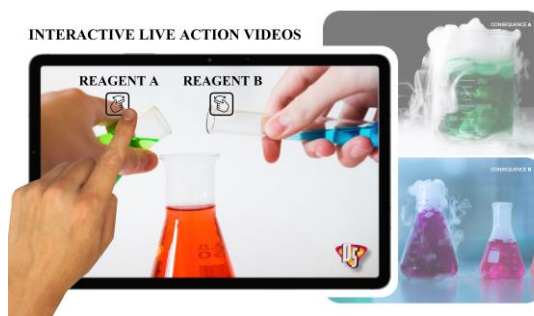 INTERACTIVE LIVE ACTION VIDEOS
REAGENT A
REAGENT B
CONSEQUENCE A
CONSEQUENCE B